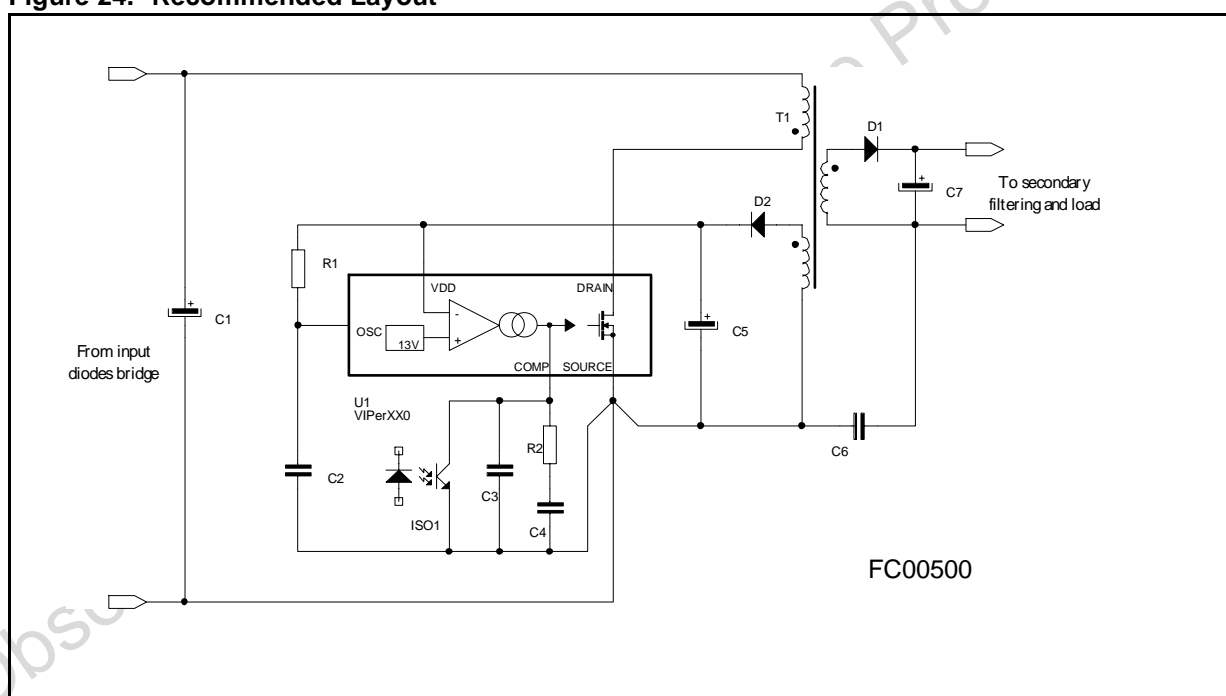 Figure 24. Recommended Layout
T1
D1
+
C7
To secondary
filtering and load
D2
R1
VDD
DRAIN
-
+
C1
OSC
13V
+
+
C5
COMP
SOURCE
From input
diodes bridge
U1
VIPerXX0
R2
C6
C2
C3
ISO1
C4
FC00500